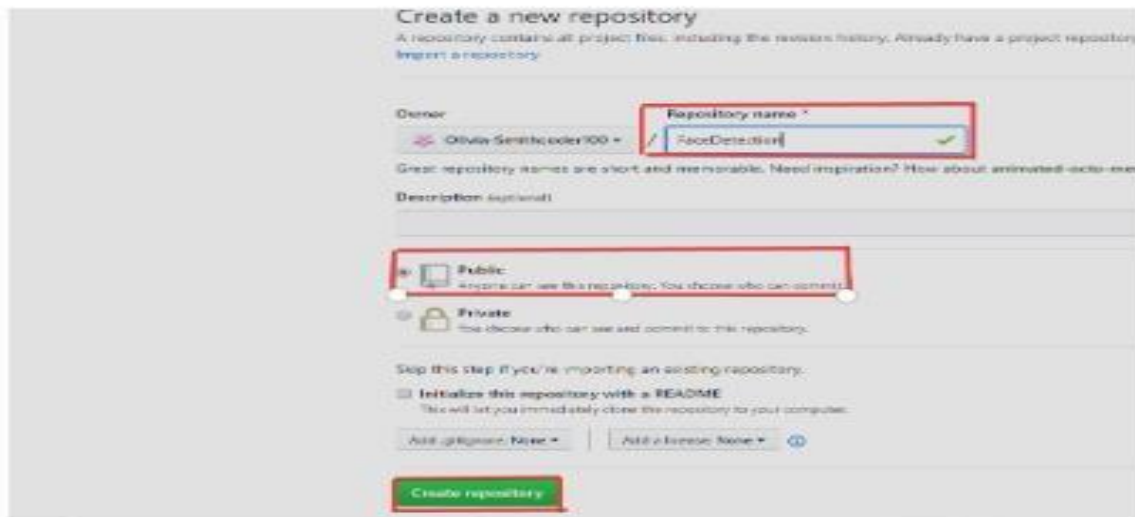 Create a new repository
A repository contains all project files, including the revision history. Already have a project repository
Import a repository.
Owner Repository name *
Olivia-Smithcoder100 / FaceDetection
Great repository names are short and memorable. Need inspiration? How about animated-octo-me
Description (optional)
Public
Anyone can see this repository. You choose who can commit.
Private
You choose who can see and commit to this repository.
Skip this step if you're importing an existing repository.
Initialize this repository with a README
This will let you immediately clone the repository to your computer.
Add .gitignore: None Add a license: None
Create repository